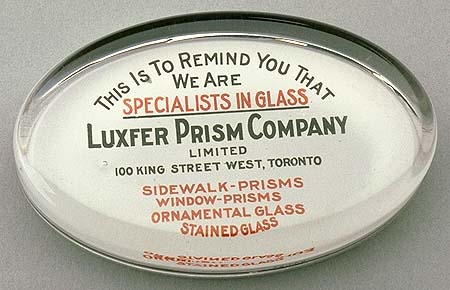 THIS IS TO REMIND YOU THAT
WE ARE
SPECIALISTS IN GLASS
LUXFER PRISM COMPANY
LIMITED
100 KING STREET WEST, TORONTO
SIDEWALK-PRISMS
WINDOW-PRISMS
ORNAMENTAL GLASS
STAINED GLASS